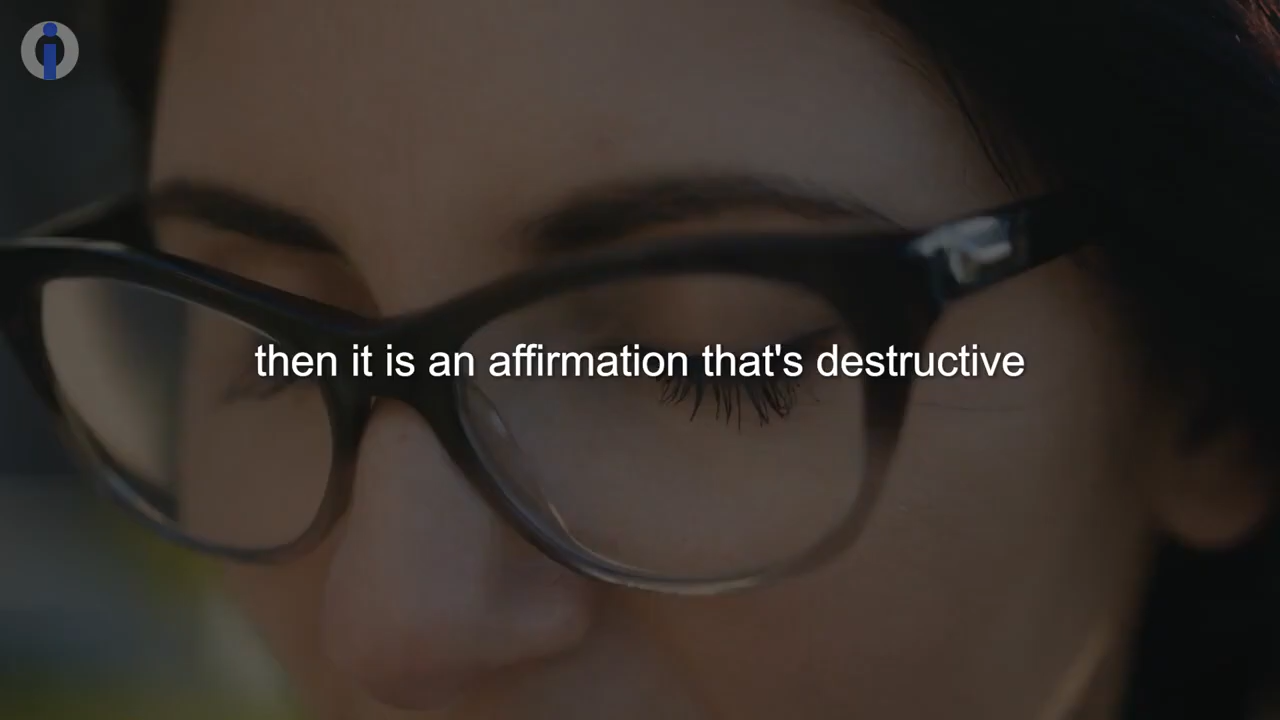 then it is an affirmation that's destructive